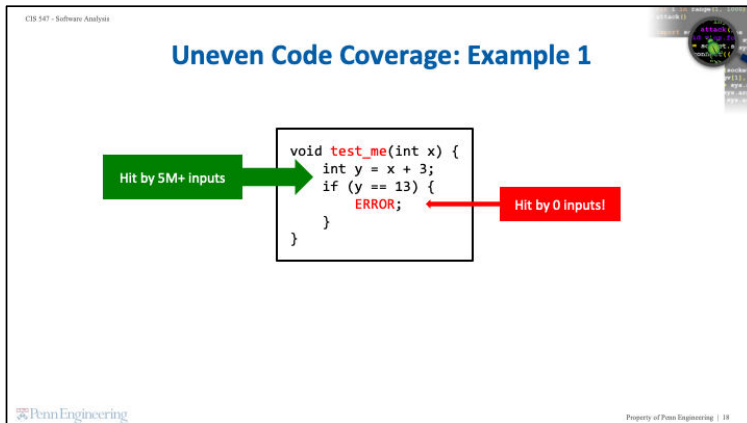 CIS 547 - Software Analysis
Uneven Code Coverage: Example 1
void test_me(int x) {
int y = x + 3;
if (y == 13) {
ERROR;
}
}
Hit by 5M+ inputs
Hit by 0 inputs!
Penn Engineering
Property of Penn Engineering | 18